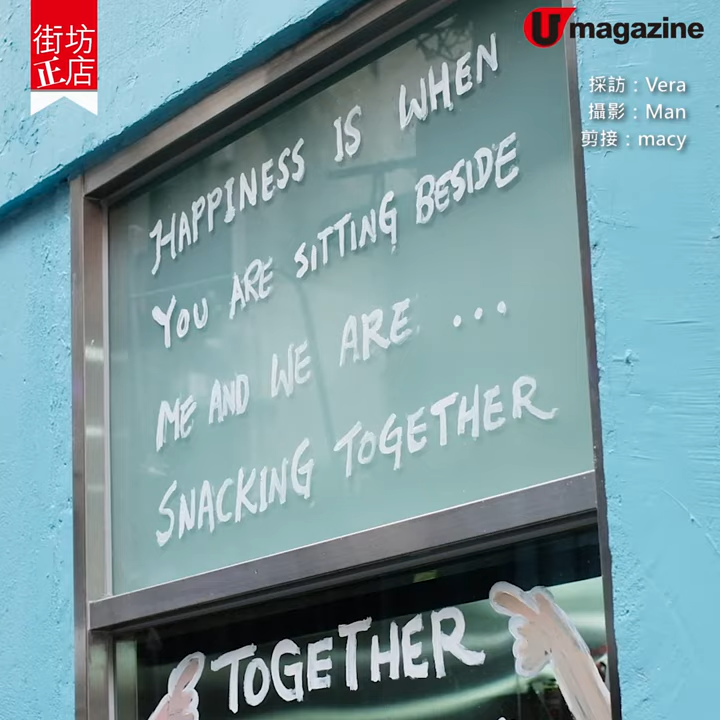 街坊
正店
U magazine
採訪：Vera
攝影：Man
剪接：macy
HAPPINESS IS WHEN
YOU ARE SITTING BESIDE
ME AND WE ARE ...
SNACKING TOGETHER
TOGETHER